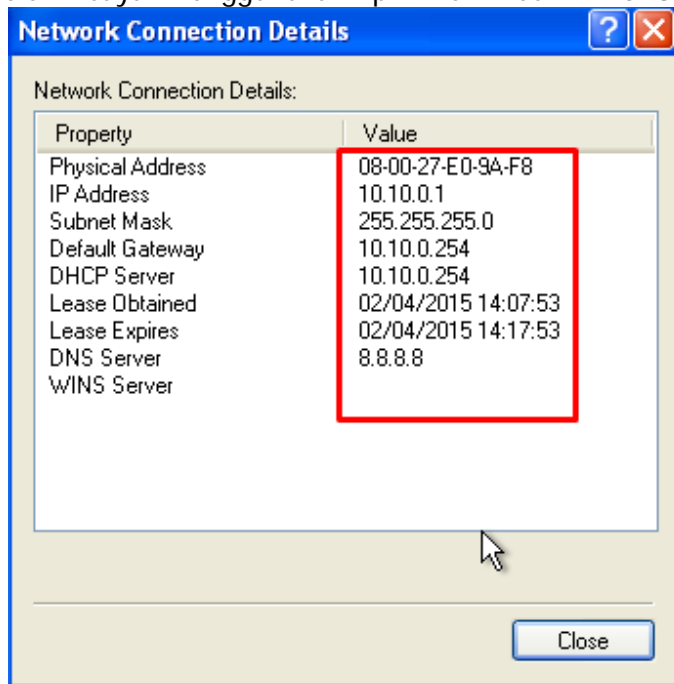 Network Connection Details
Network Connection Details:
Property Value
Physical Address 08-00-27-E0-9A-F8
IP Address 10.10.0.1
Subnet Mask 255.255.255.0
Default Gateway 10.10.0.254
DHCP Server 10.10.0.254
Lease Obtained 02/04/2015 14:07:53
Lease Expires 02/04/2015 14:17:53
DNS Server 8.8.8.8
WINS Server
Close